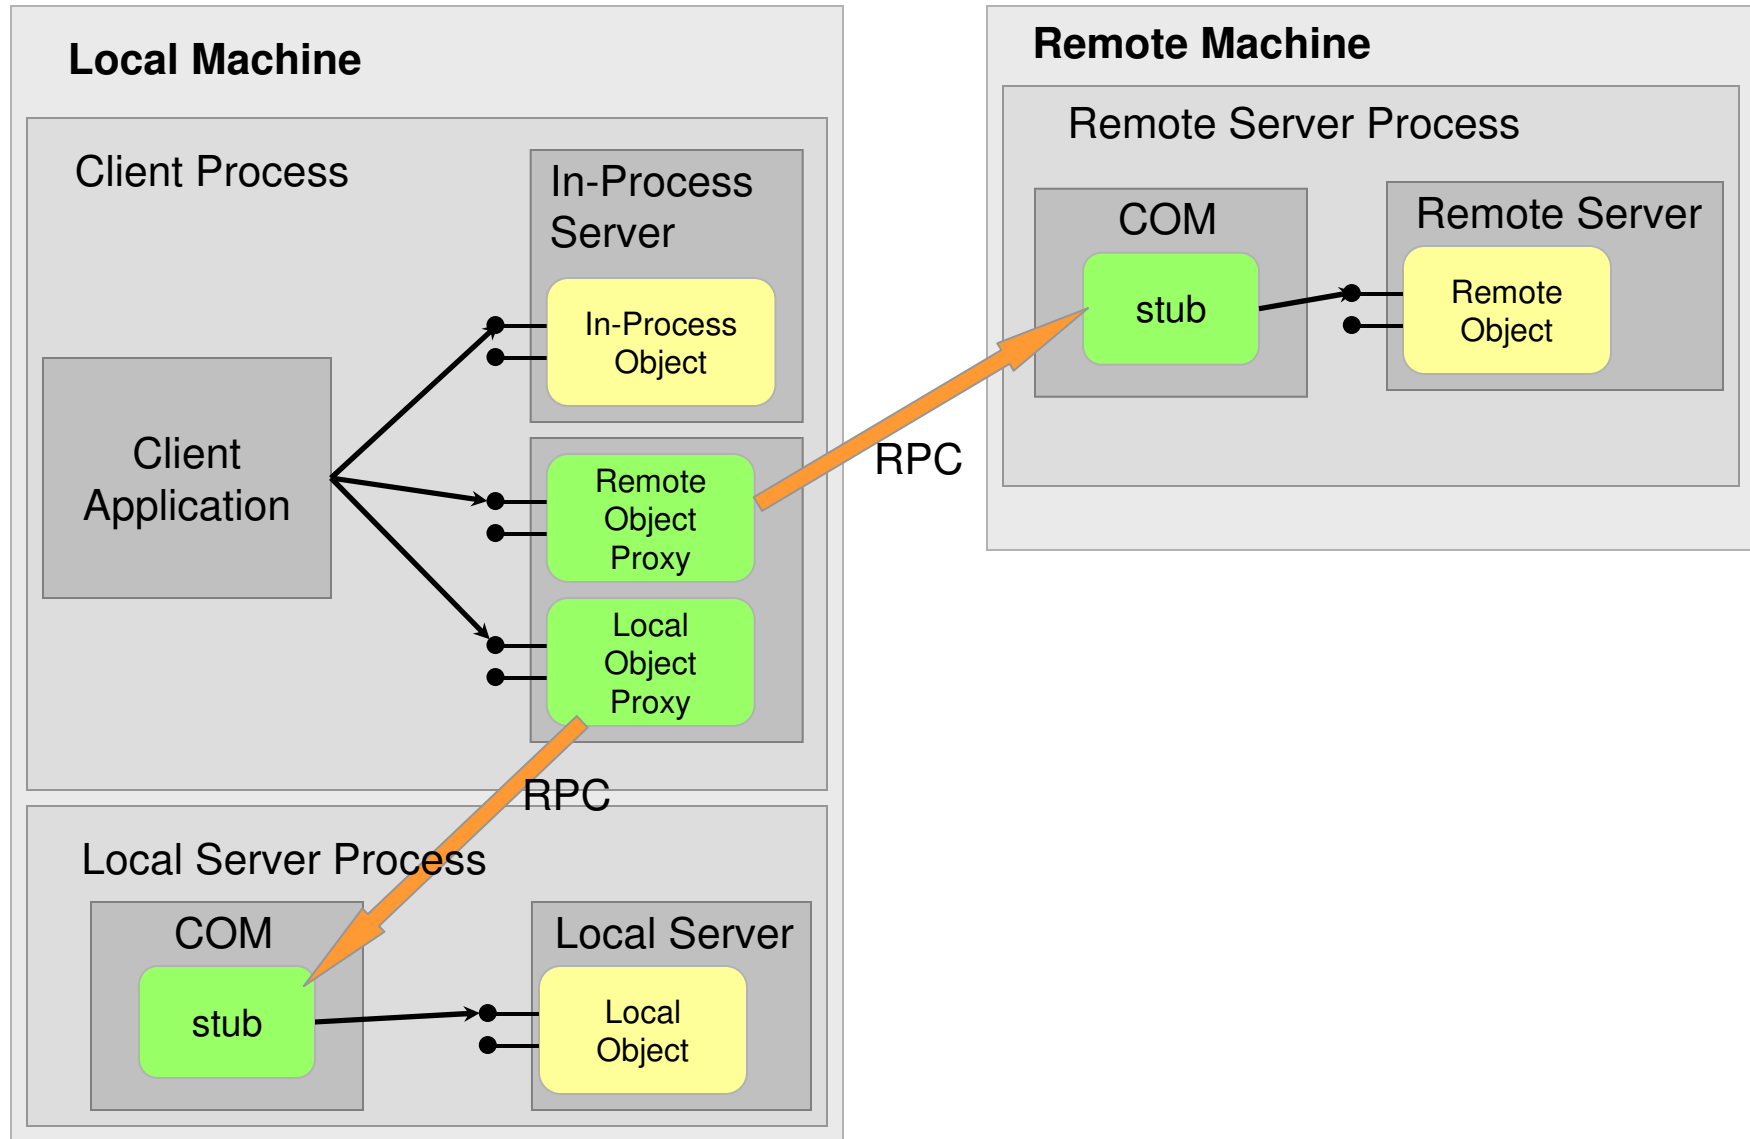 Local Machine
Client Process
In-Process
Server
In-Process
Object
Client
Application
Remote
Object
Proxy
Local
Object
Proxy
RPC
Local Server Process
COM
stub
Local Server
Local
Object
RPC
Remote Machine
Remote Server Process
COM
stub
Remote Server
Remote
Object